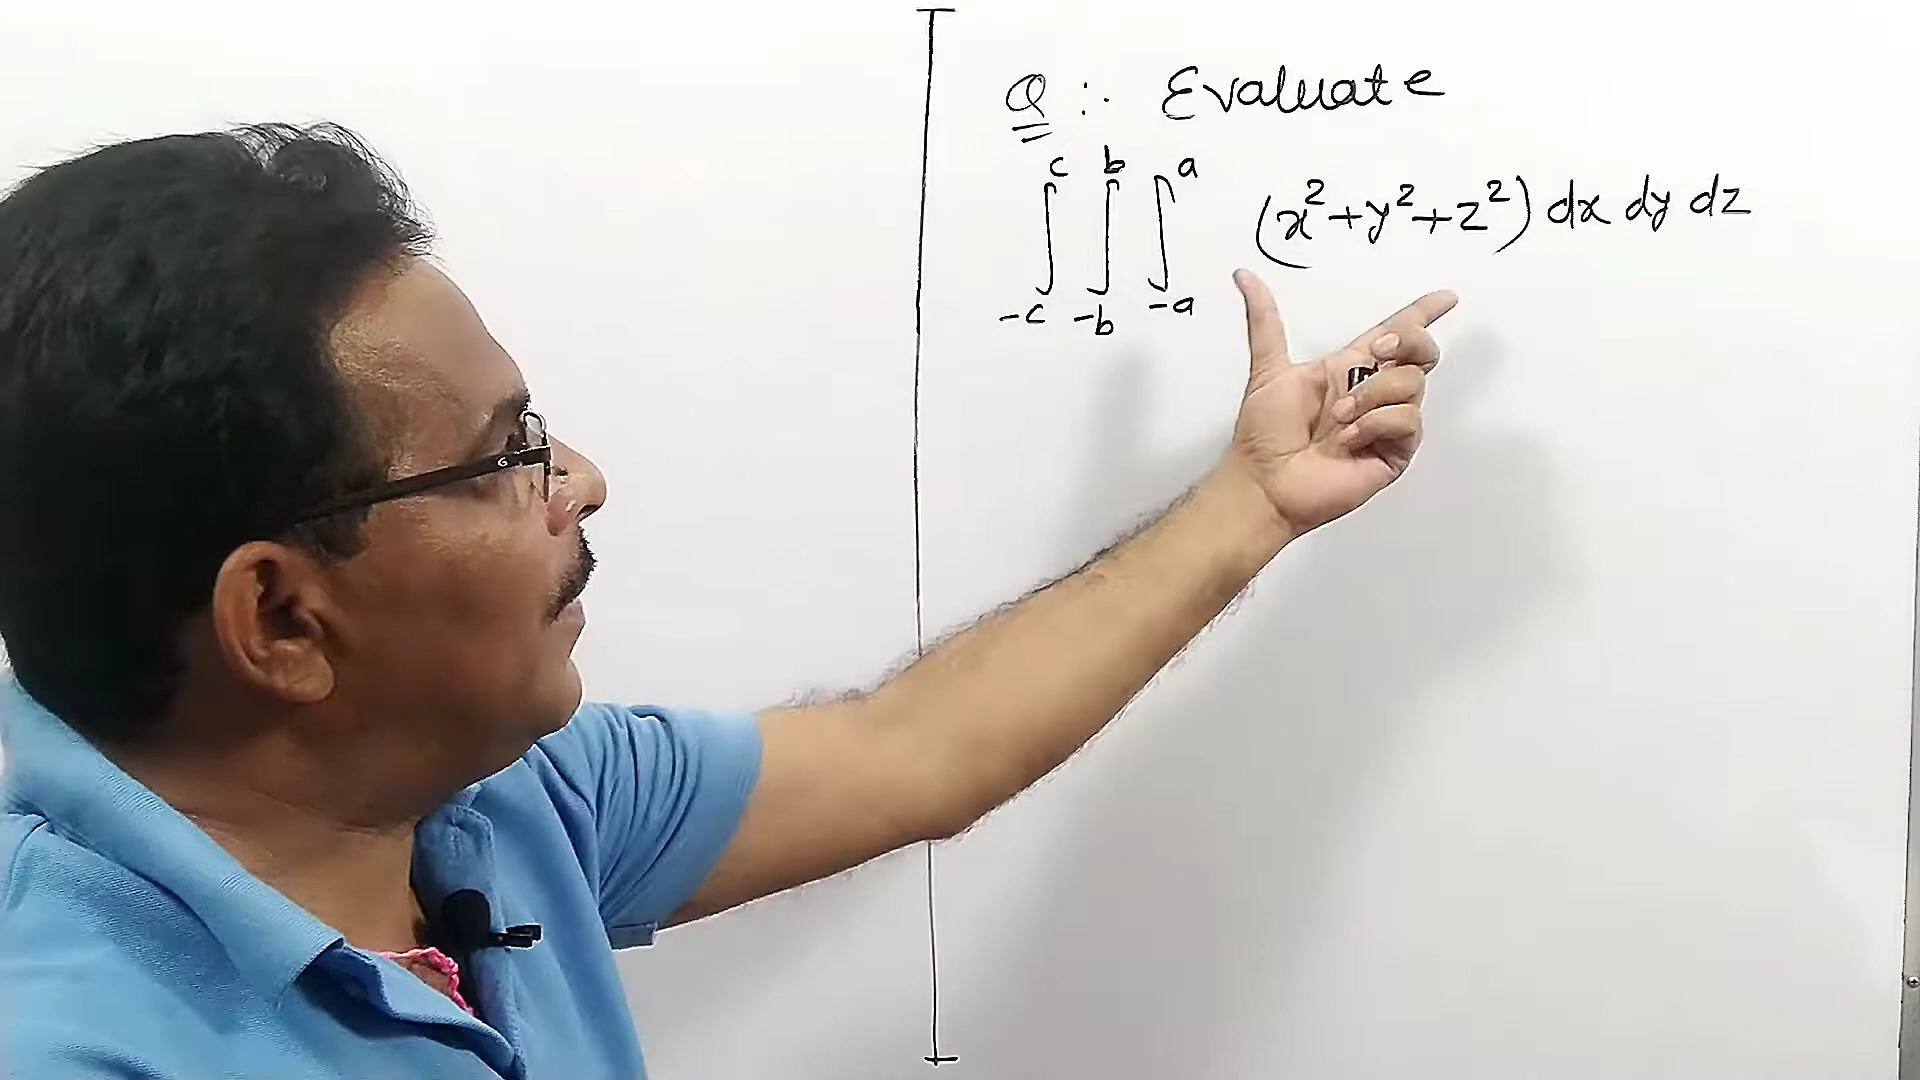 Q :. Evaluate
∫_{-c}^{c} ∫_{-b}^{b} ∫_{-a}^{a} (x²+y²+z²) dx dy dz